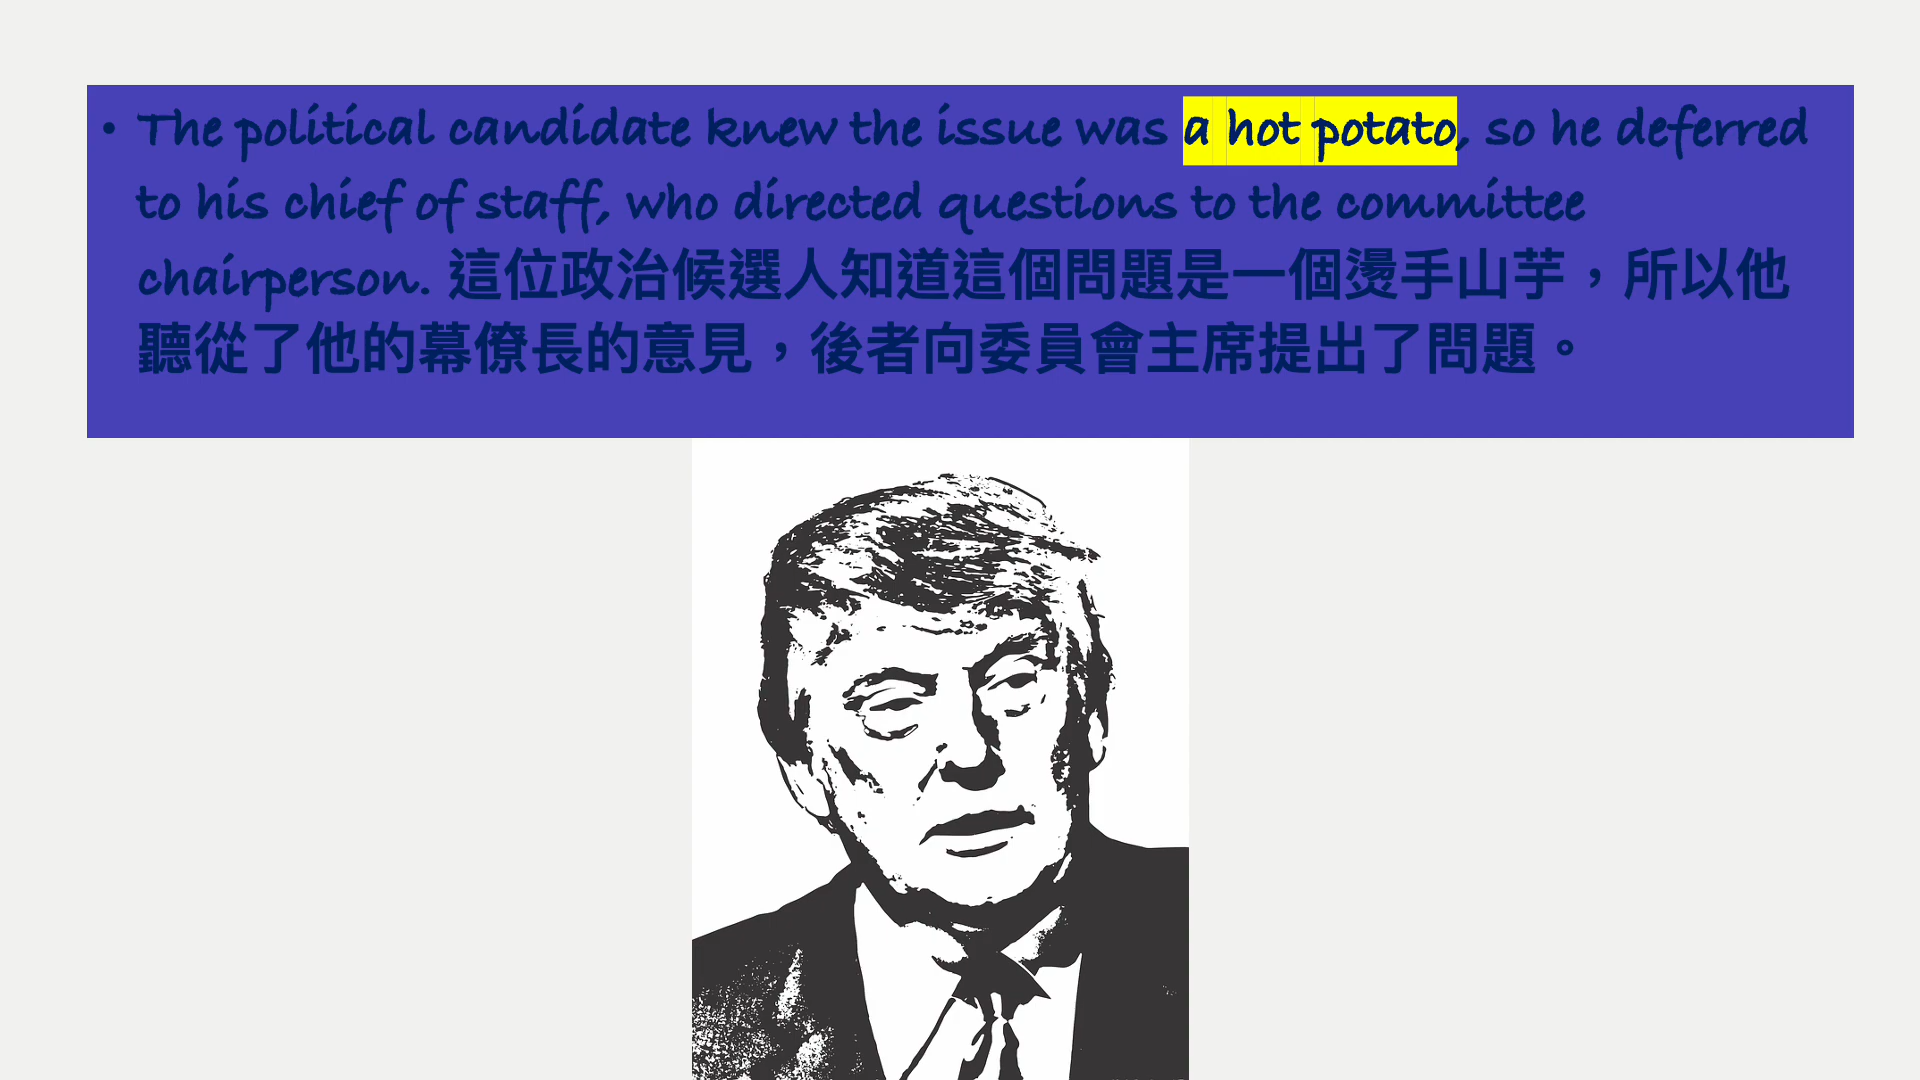 • The political candidate knew the issue was a hot potato, so he deferred
to his chief of staff, who directed questions to the committee
chairperson. 這位政治候選人知道這個問題是一個燙手山芋，所以他
聽從了他的幕僚長的意見，後者向委員會主席提出了問題。